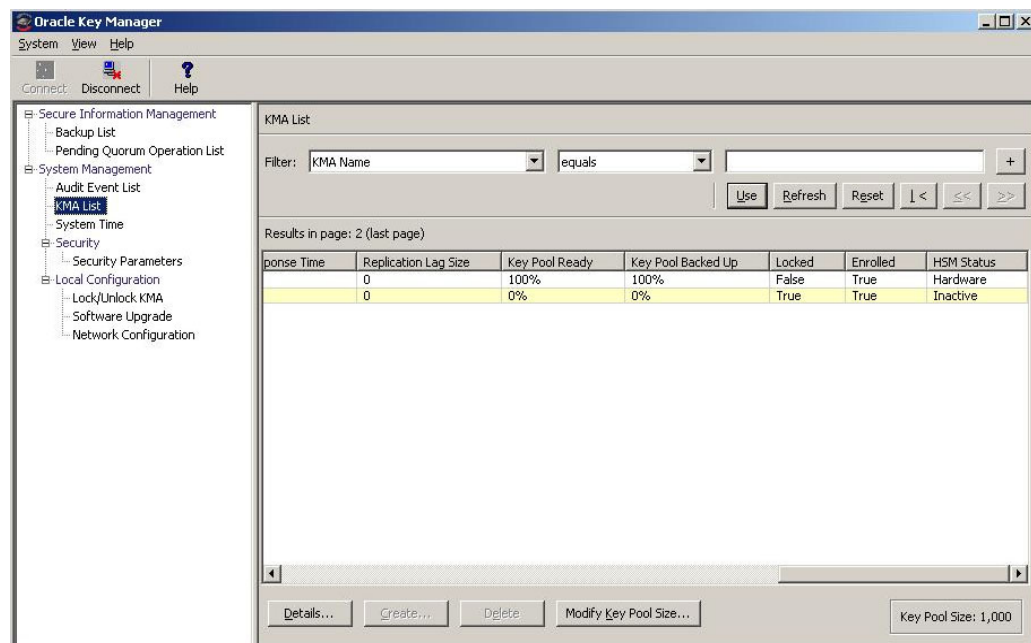 Oracle Key Manager
System View Help
Connect Disconnect Help
Secure Information Management
Backup List
Pending Quorum Operation List
System Management
Audit Event List
KMA List
System Time
Security
Security Parameters
Local Configuration
Lock/Unlock KMA
Software Upgrade
Network Configuration
KMA List
Filter: KMA Name equals +
Use Refresh Reset |< << >>
Results in page: 2 (last page)
ponse Time Replication Lag Size Key Pool Ready Key Pool Backed Up Locked Enrolled HSM Status
0 100% 100% False True Hardware
0 0% 0% True True Inactive
Details... Create... Delete Modify Key Pool Size... Key Pool Size: 1,000